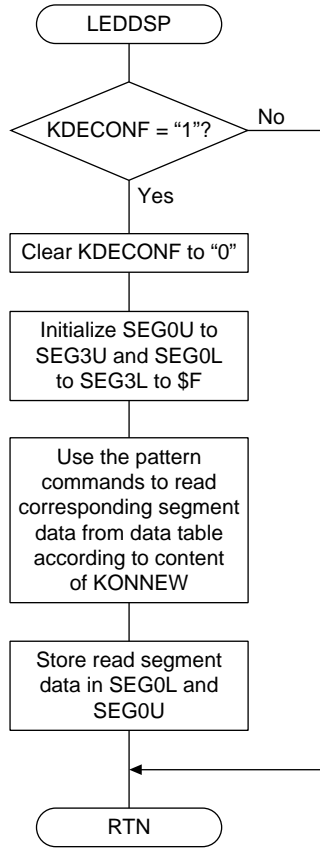 LEDDSP
KDECONF = “1”?
No
Yes
Clear KDECONF to “0”
Initialize SEG0U to
SEG3U and SEG0L
to SEG3L to $F
Use the pattern
commands to read
corresponding segment
data from data table
according to content
of KONNEW
Store read segment
data in SEG0L and
SEG0U
RTN